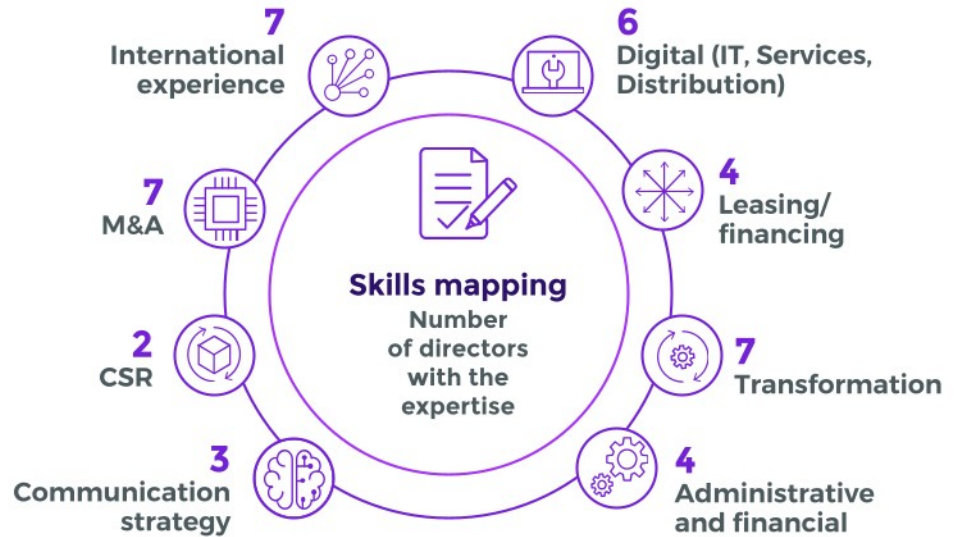 7
International
experience
6
Digital (IT, Services,
Distribution)
7
M&A
4
Leasing/
financing
Skills mapping
Number
of directors
with the
expertise
2
CSR
7
Transformation
3
Communication
strategy
4
Administrative
and financial